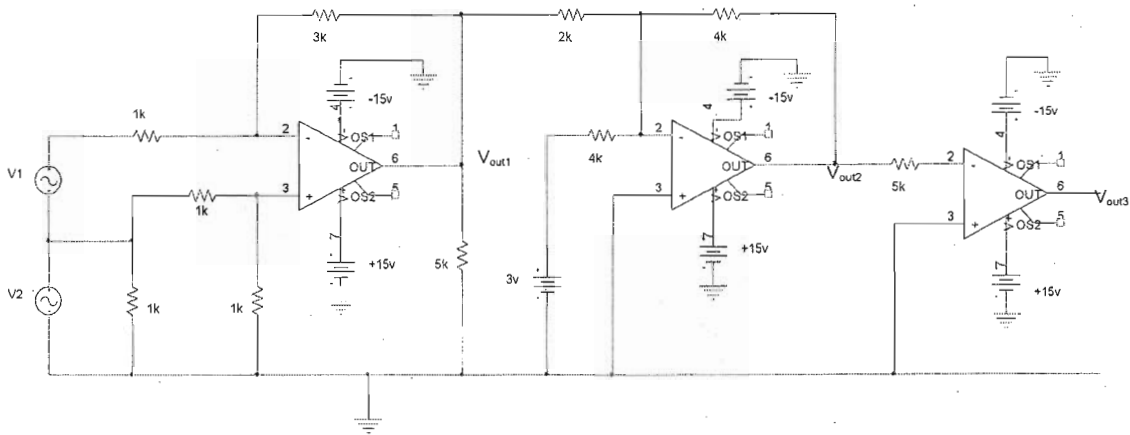 3k
2k
4k
-15v
-15v
-15v
4
4
4
1k
2
-
OS1
1
4k
2
-
OS1
1
2
-
OS1
1
V1
OUT
6
Vout1
OUT
6
Vout2
5k
OUT
6
Vout3
3
+
OS2
5
3
+
OS2
5
3
+
OS2
5
1k
7
+15v
7
+15v
7
+15v
V2
1k
1k
5k
3v